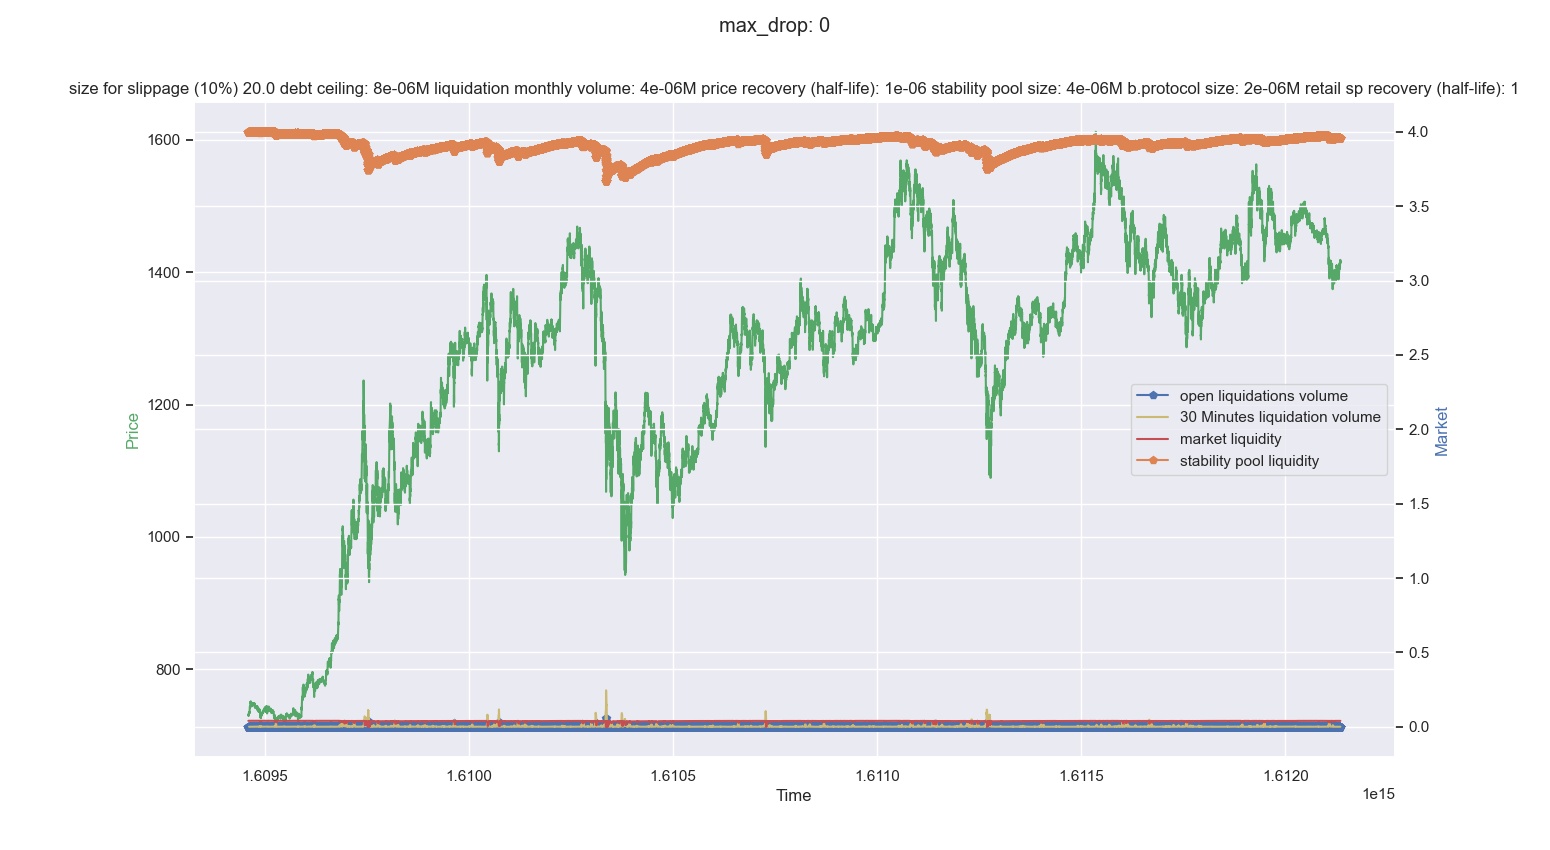 max_drop: 0
size for slippage (10%) 20.0 debt ceiling: 8e-06M liquidation monthly volume: 4e-06M price recovery (half-life): 1e-06 stability pool size: 4e-06M b.protocol size: 2e-06M retail sp recovery (half-life): 1
1600
1400
1200
1000
800
Price
4.0
3.5
3.0
2.5
2.0
1.5
1.0
0.5
0.0
Market
open liquidations volume
30 Minutes liquidation volume
market liquidity
stability pool liquidity
1.6095 1.6100 1.6105 1.6110 1.6115 1.6120
Time
1e15